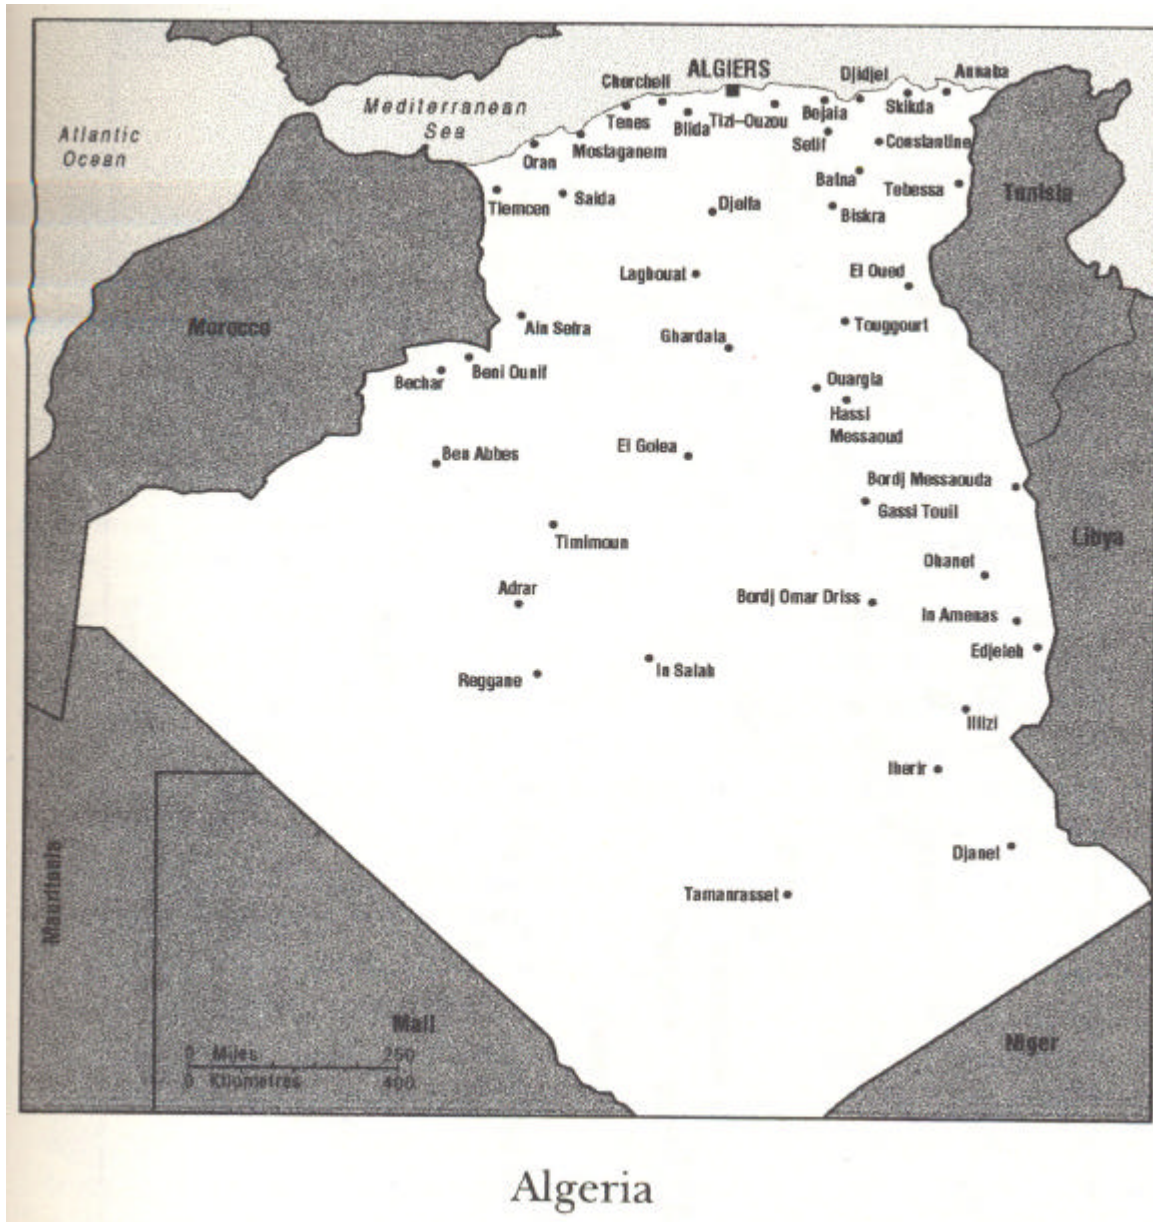 ALGIERS
Cherchell
Djidjel
Annaba
Mediterranean
Sea
Atlantic
Ocean
Tenes
Blida
Tizi-Ouzou
Bejaia
Skikda
Oran
Mostaganem
Setif
Constantine
Batna
Tebessa
Tunisia
Tlemcen
Saida
Djelfa
Biskra
Laghouat
El Oued
Morocco
Ain Sefra
Ghardaia
Touggourt
Bechar
Beni Ounif
Ouargla
Hassi
Messaoud
Ben Abbes
El Golea
Bordj Messaouda
Gassi Touil
Timimoun
Libya
Ohanet
Adrar
Bordj Omar Driss
In Amenas
Edjeleh
Reggane
In Salah
Illizi
Iherir
Djanet
Mauritania
Tamanrasset
Mali
Niger
0 Miles 250
0 Kilometres 400
Algeria